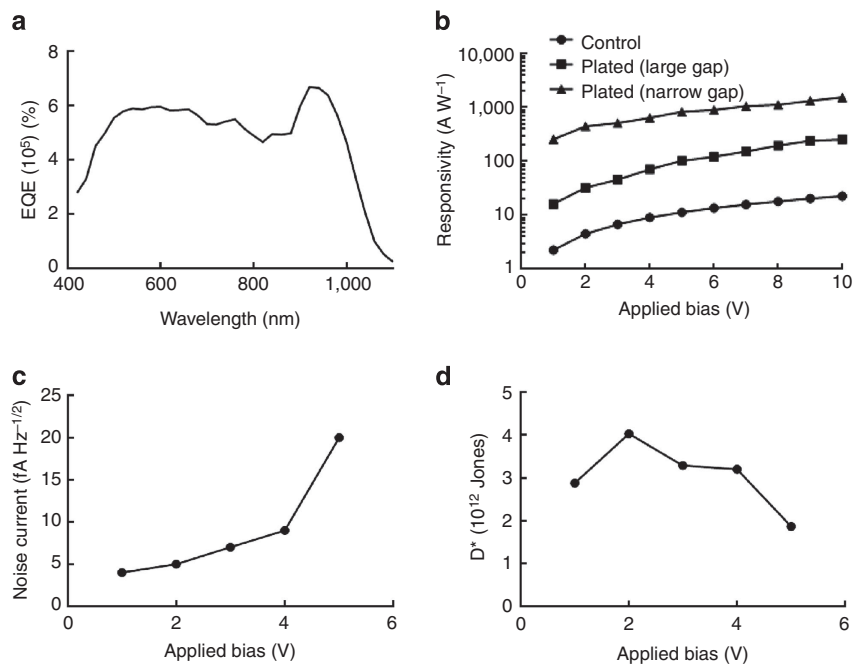 a
EQE (10⁵) (%)
8
6
4
2
0
400
600
800
1,000
Wavelength (nm)
b
Control
Plated (large gap)
Plated (narrow gap)
Responsivity (A W⁻¹)
10,000
1,000
100
10
1
0
2
4
6
8
10
Applied bias (V)
c
Noise current (fA Hz⁻¹/²)
25
20
15
10
5
0
0
2
4
6
Applied bias (V)
d
D* (10¹² Jones)
5
4
3
2
1
0
0
2
4
6
Applied bias (V)